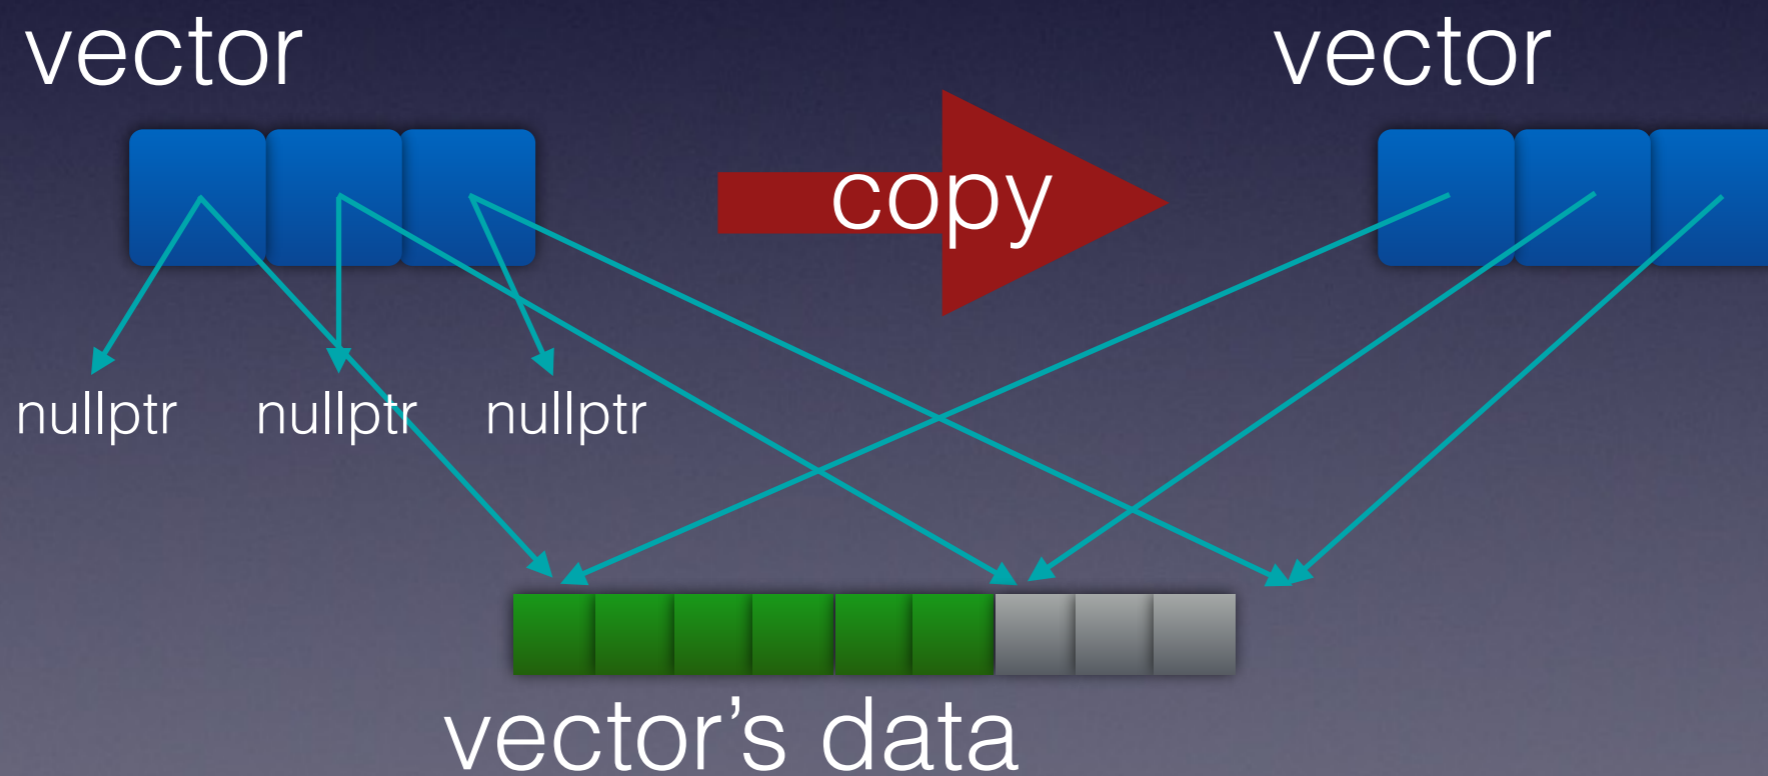 vector
vector
copy
nullptr
nullptr
nullptr
vector’s data